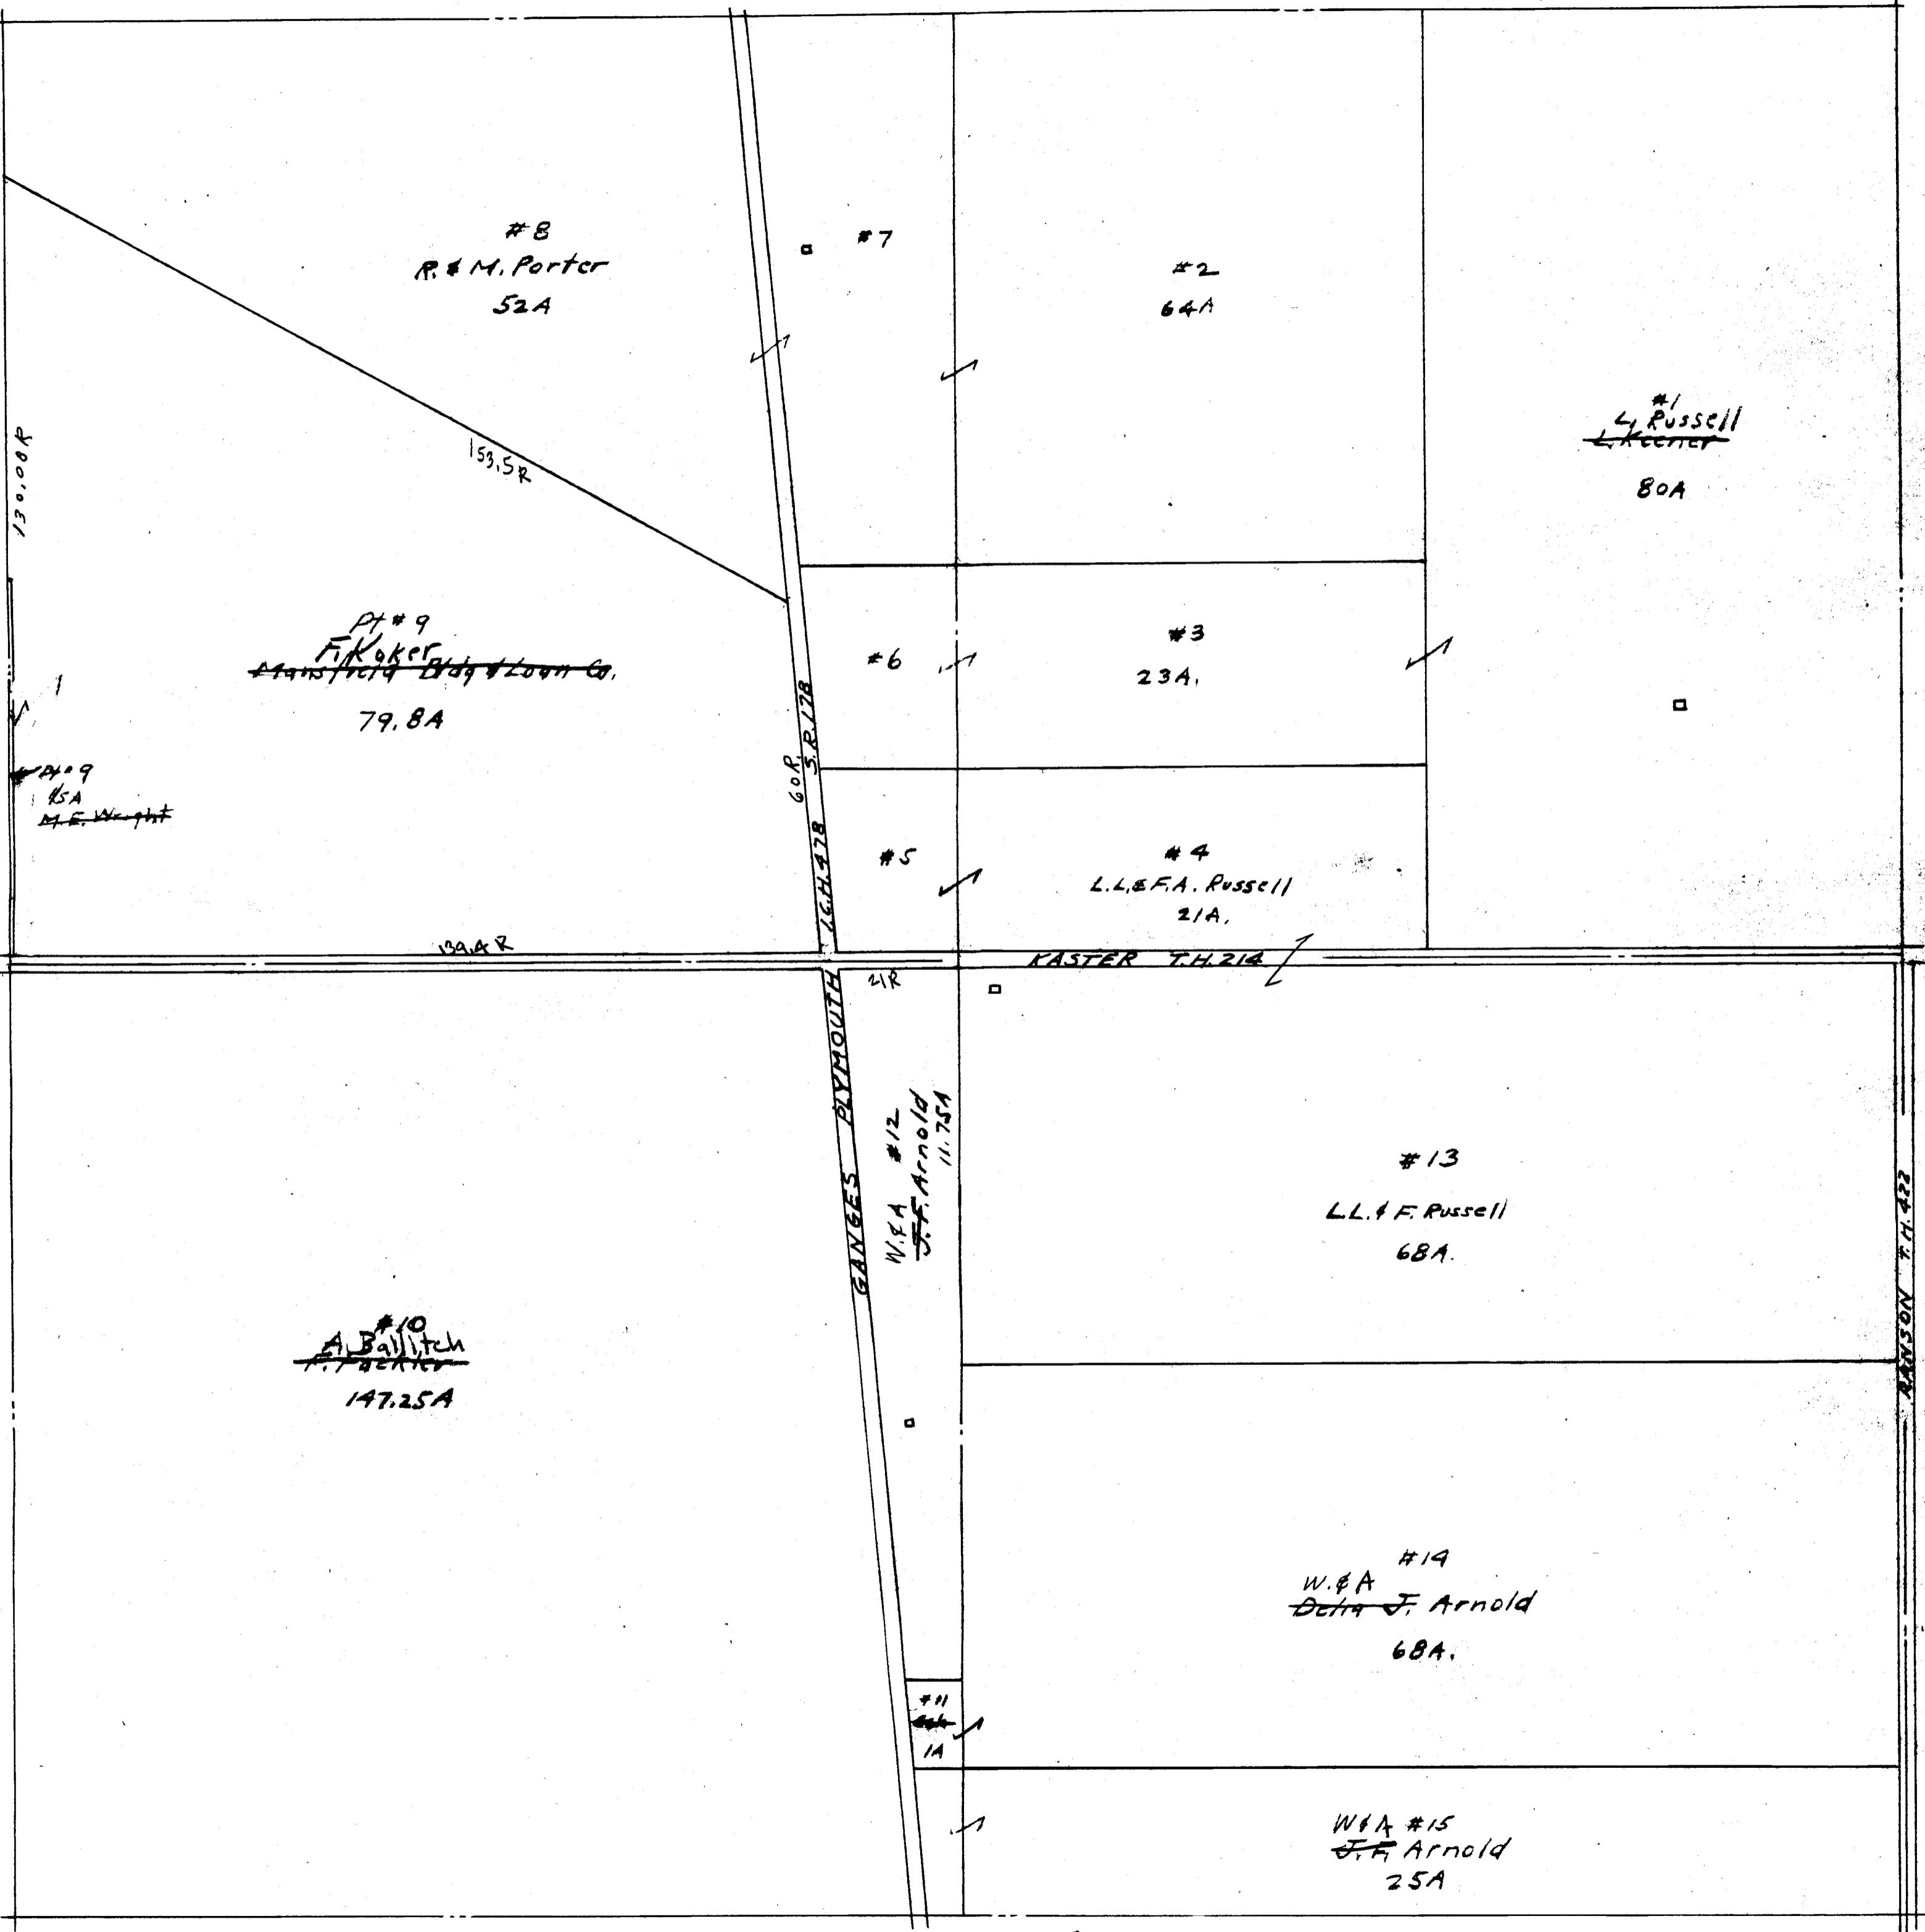 #8
R. & M. Porter
52A
#7
#2
64A
#1
L. Russell
L. Keener
80A
130.08R
153.5R
Pt #9
F. Koker
Mansfield Bldg & Loan Co.
79.8A
#6
#3
23A.
60R.
S.R.178
I.C.H.478
Pt #9
M.E. Wright
#5
#4
L.L.&F.A. Russell
21A.
139.4R
21R
KASTER T.H.214
GANGES PLYMOUTH
W.&A #12
J.F. Arnold
11.75A
#13
L.L.& F. Russell
68A.
RANSON T.H.422
#10
A. Ballitch
147.25A
#14
W.&A
Delia J. Arnold
68A.
#11
1A
W&A #15
J.F. Arnold
25A